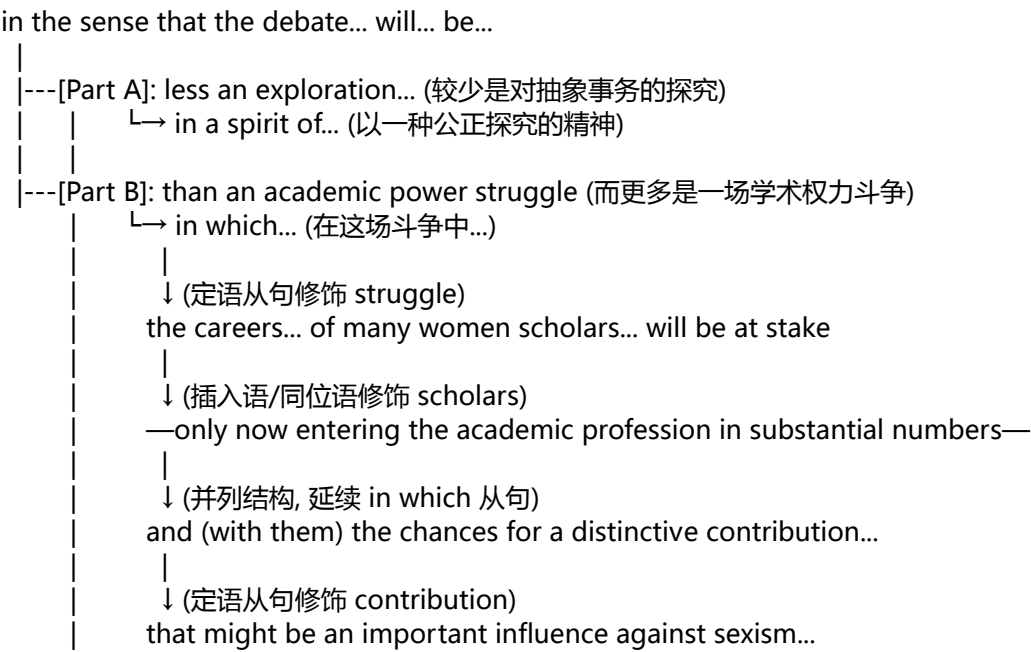 in the sense that the debate... will... be...
|
|---[Part A]: less an exploration... (较少是对抽象事务的探究)
| | └→ in a spirit of... (以一种公正探究的精神)
| |
|---[Part B]: than an academic power struggle (而更多是一场学术权力斗争)
| └→ in which... (在这场斗争中...)
| |
| ↓ (定语从句修饰 struggle)
| the careers... of many women scholars... will be at stake
| |
| ↓ (插入语/同位语修饰 scholars)
| —only now entering the academic profession in substantial numbers—
| |
| ↓ (并列结构, 延续 in which 从句)
| and (with them) the chances for a distinctive contribution...
| |
| ↓ (定语从句修饰 contribution)
| that might be an important influence against sexism...